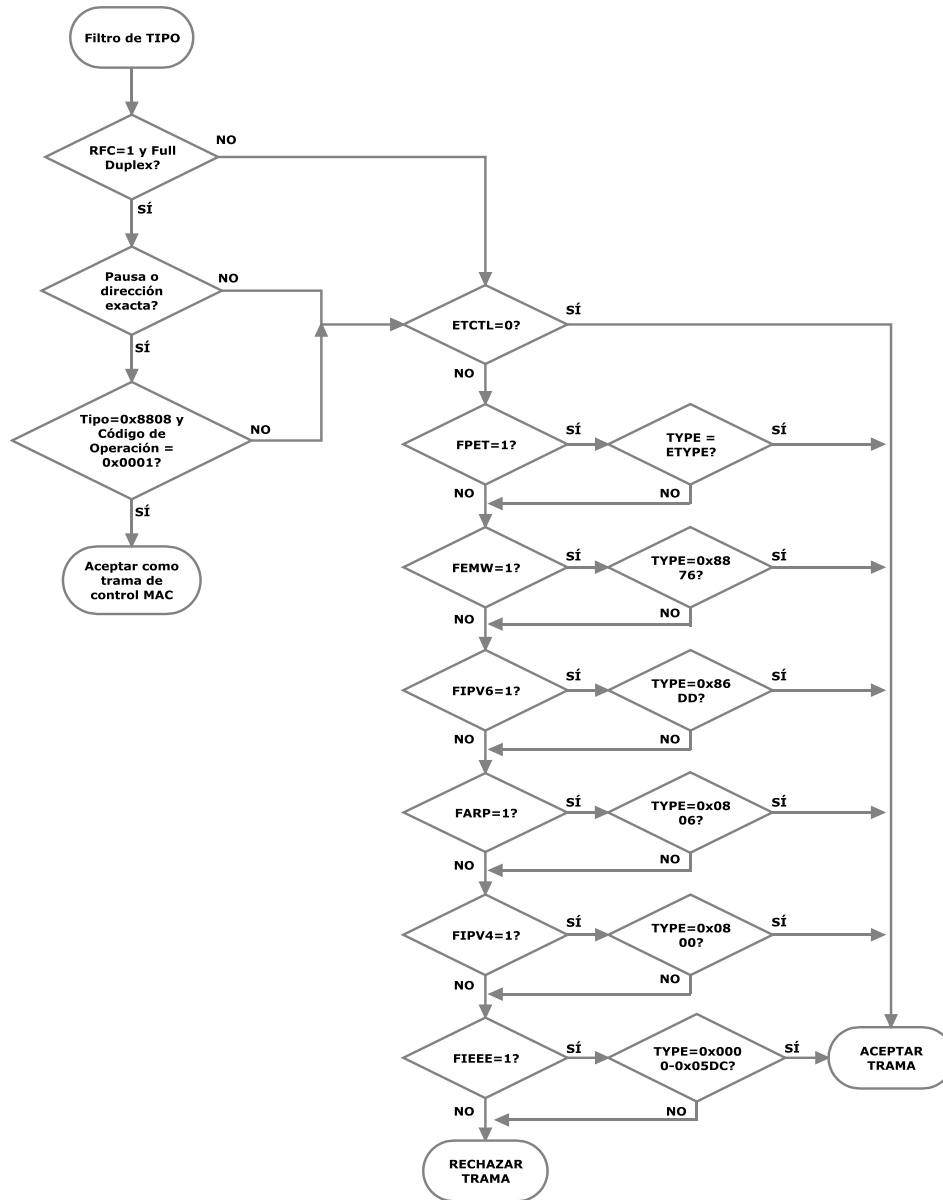 Filtro de TIPO
RFC=1 y Full
Duplex?
NO
SÍ
Pausa o
dirección
exacta?
NO
SÍ
Tipo=0x8808 y
Código de
Operación =
0x0001?
NO
SÍ
Aceptar como
trama de
control MAC
ETCTL=0?
SÍ
NO
FPET=1?
SÍ
TYPE =
ETYPE?
SÍ
NO
NO
FEMW=1?
SÍ
TYPE=0x88
76?
SÍ
NO
NO
FIPV6=1?
SÍ
TYPE=0x86
DD?
SÍ
NO
NO
FARP=1?
SÍ
TYPE=0x08
06?
SÍ
NO
NO
FIPV4=1?
SÍ
TYPE=0x08
00?
SÍ
NO
NO
FIEEE=1?
SÍ
TYPE=0x000
0-0x05DC?
SÍ
ACEPTAR
TRAMA
NO
NO
RECHAZAR
TRAMA